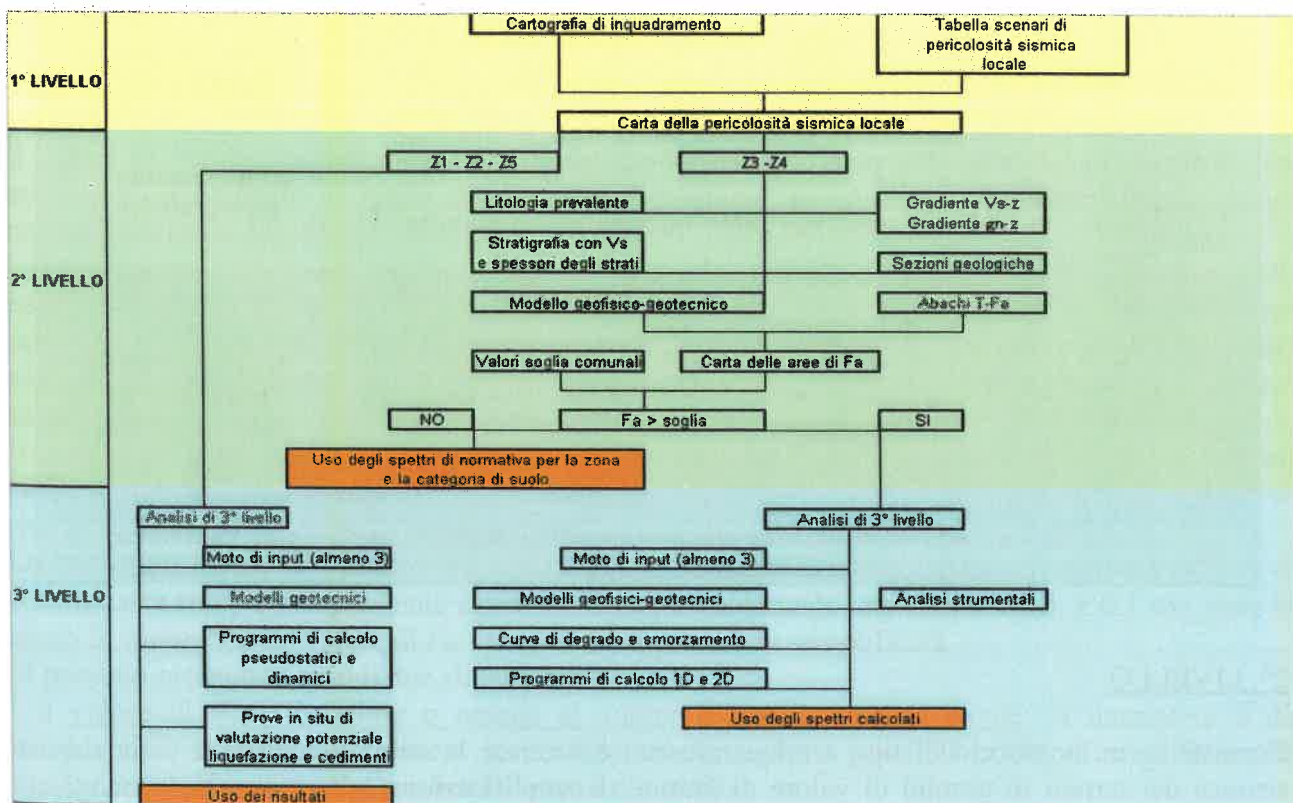 Cartografia di inquadramento
Tabella scenari di
pericolosità sismica
locale
1° LIVELLO
Carta della pericolosità sismica locale
Z1 - Z2 - Z5
Z3 -Z4
Litologia prevalente
Gradiente Vs-z
Gradiente gn-z
Stratigrafia con Vs
e spessori degli strati
Sezioni geologiche
2° LIVELLO
Modello geofisico-geotecnico
Abachi T-Fa
Valori soglia comunali
Carta delle aree di Fa
NO
Fa > soglia
SI
Uso degli spettri di normativa per la zona
e la categoria di suolo
Analisi di 3° livello
Analisi di 3° livello
Moto di input (almeno 3)
Moto di input (almeno 3)
3° LIVELLO
Modelli geotecnici
Modelli geofisici-geotecnici
Analisi strumentali
Programmi di calcolo
pseudostatici e
dinamici
Curve di degrado e smorzamento
Programmi di calcolo 1D e 2D
Prove in situ di
valutazione potenziale
liquefazione e cedimenti
Uso degli spettri calcolati
Uso dei risultati